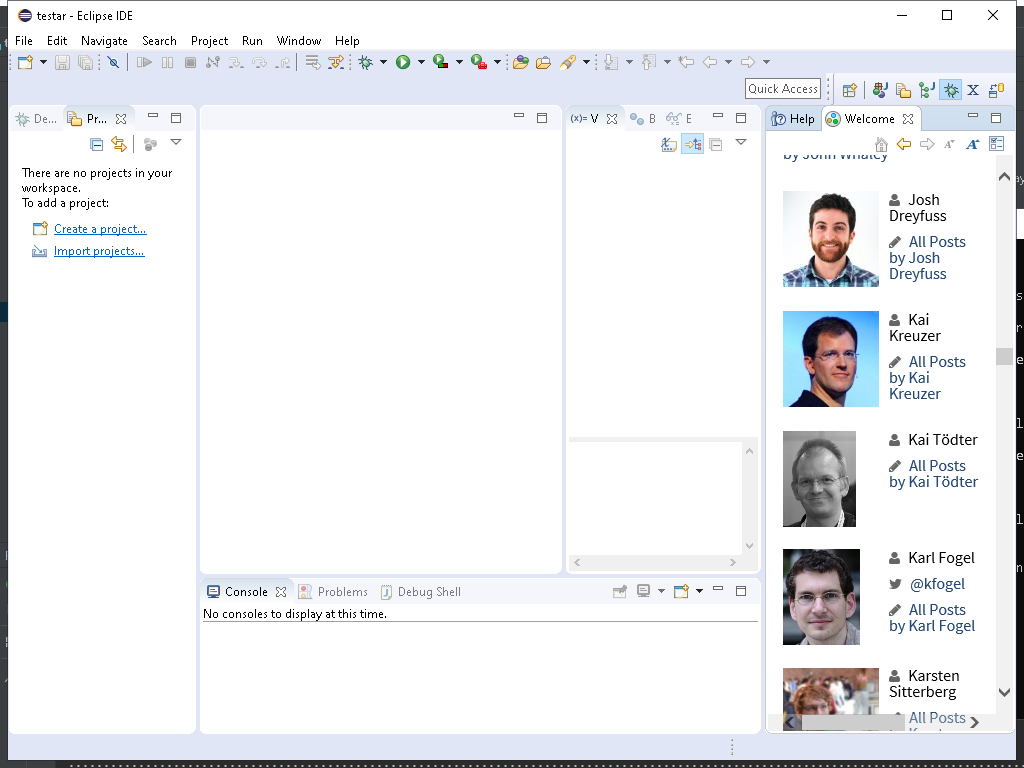 testar - Eclipse IDE
File Edit Navigate Search Project Run Window Help
Quick Access
De... Pr...
(x)= V B E
Help Welcome
There are no projects in your
workspace.
To add a project:
Create a project...
Import projects...
by John Whaley
Josh
Dreyfuss
All Posts
by Josh
Dreyfuss
Kai
Kreuzer
All Posts
by Kai
Kreuzer
Kai Tödter
All Posts
by Kai Tödter
Karl Fogel
@kfogel
All Posts
by Karl Fogel
Karsten
Sitterberg
All Posts
Console Problems Debug Shell
No consoles to display at this time.